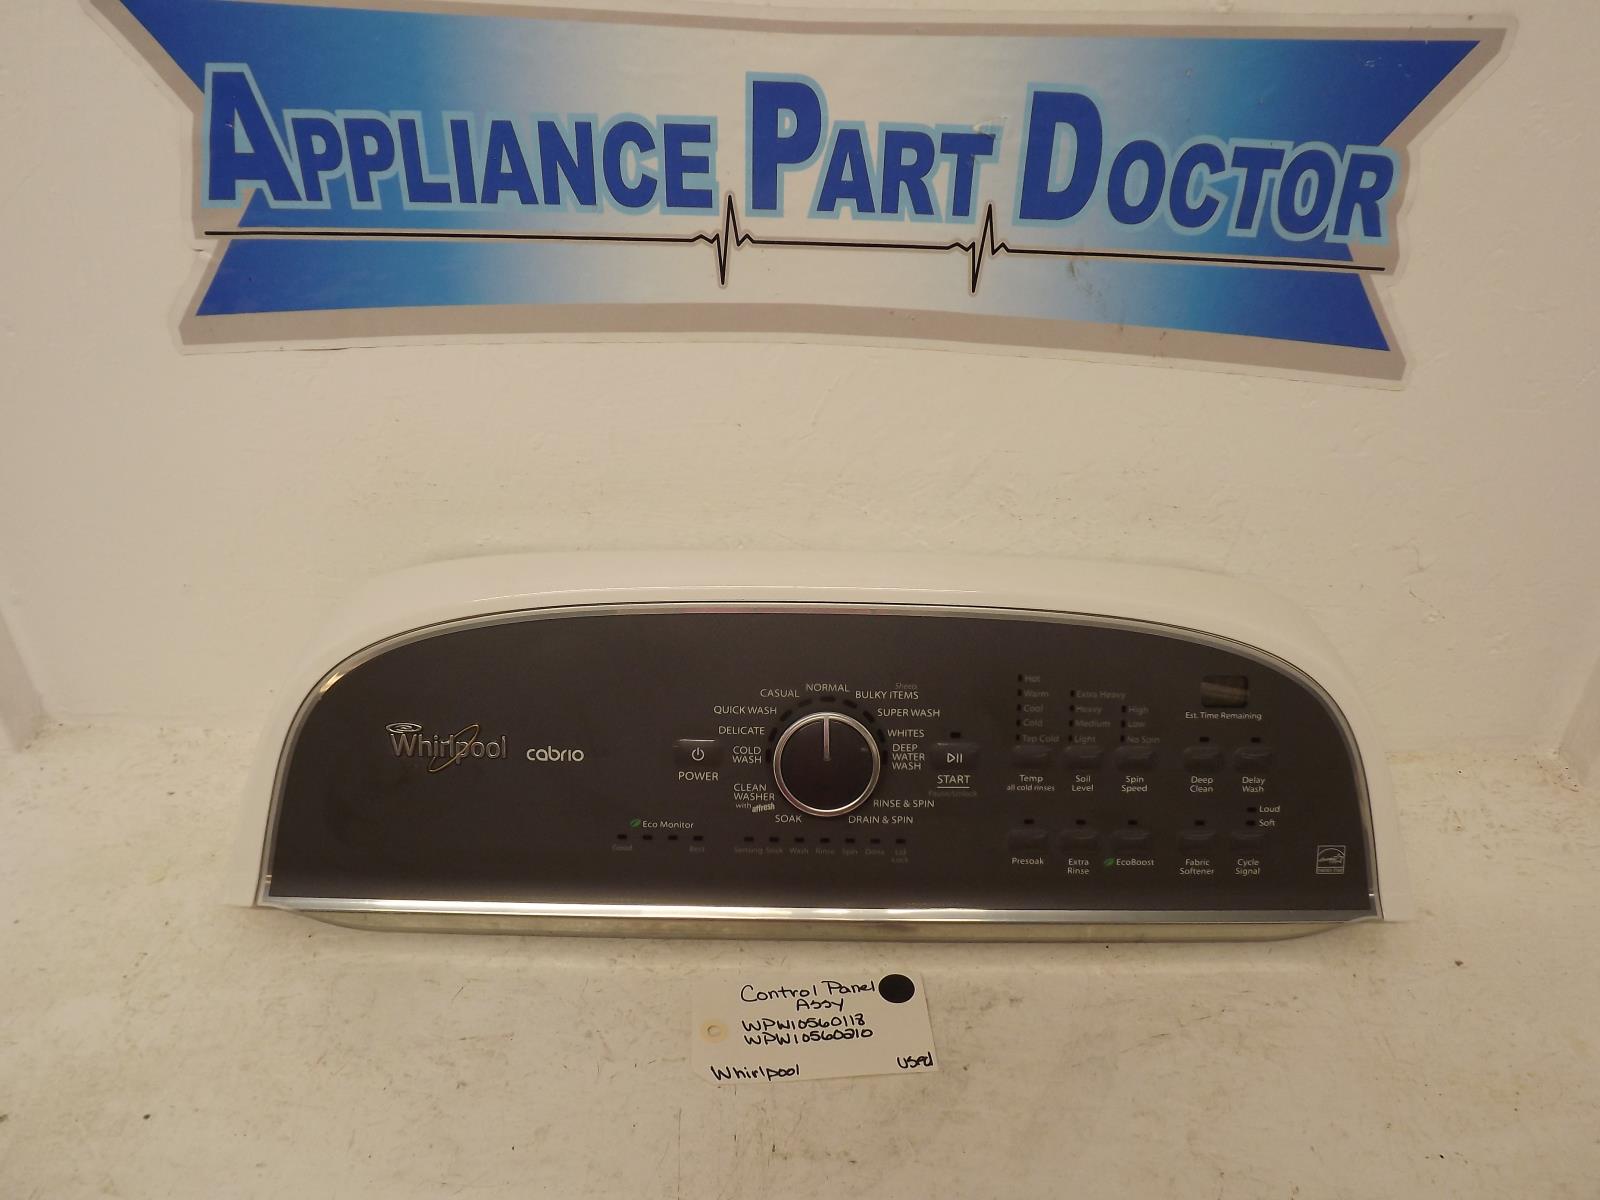 APPLIANCE PART DOCTOR
Whirlpool cabrio
POWER
NORMAL
CASUAL
QUICK WASH
DELICATE
COLD WASH
CLEAN WASHER with affresh
SOAK
Sheets
BULKY ITEMS
SUPER WASH
WHITES
DEEP WATER WASH
RINSE & SPIN
DRAIN & SPIN
START
Pause/Unlock
Eco Monitor
Good Best
Sensing Soak Wash Rinse Spin Done Lid Lock
Hot
Warm
Cool
Cold
Tap Cold
Temp
all cold rinses
Extra Heavy
Heavy
Medium
Light
Soil
Level
High
Low
No Spin
Spin
Speed
Est. Time Remaining
Deep
Clean
Delay
Wash
Loud
Soft
Presoak
Extra
Rinse
EcoBoost
Fabric
Softener
Cycle
Signal
Control Panel
Assy
WPW10560118
WPW10560210
Whirlpool used